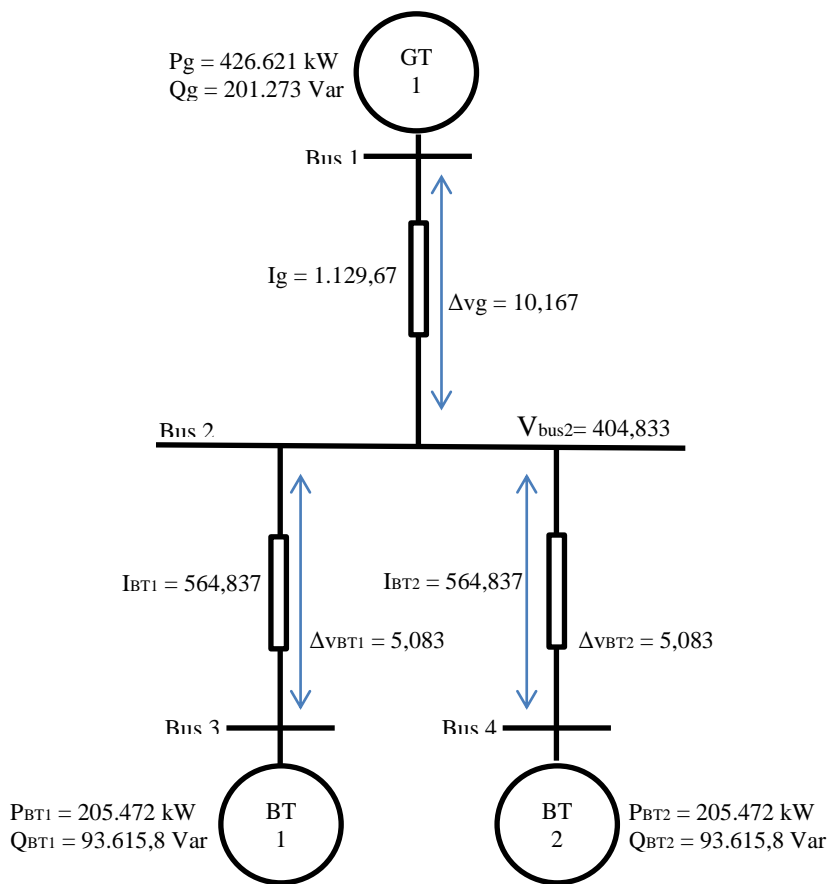 Pg = 426.621 kW
Qg = 201.273 Var
GT
1
Bus 1
Ig = 1.129,67
Δvg = 10,167
Bus 2
Vbus2= 404,833
IBT1 = 564,837
IBT2 = 564,837
ΔvBT1 = 5,083
ΔvBT2 = 5,083
Bus 3
Bus 4
PBT1 = 205.472 kW
QBT1 = 93.615,8 Var
BT
1
BT
2
PBT2 = 205.472 kW
QBT2 = 93.615,8 Var